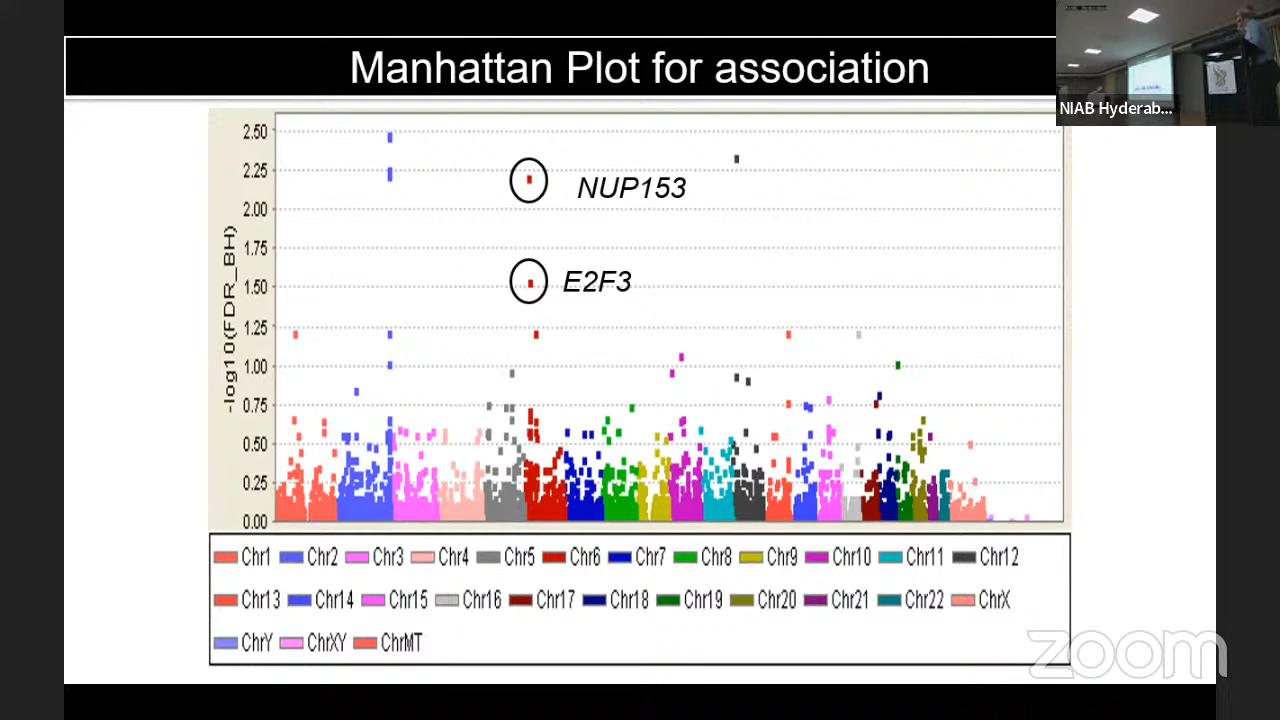 Manhattan Plot for association
NIAB Hyderab...
2.50
2.25
2.00
1.75
1.50
1.25
1.00
0.75
0.50
0.25
0.00
-log10(FDR_BH)
NUP153
E2F3
Chr1 Chr2 Chr3 Chr4 Chr5 Chr6 Chr7 Chr8 Chr9 Chr10 Chr11 Chr12
Chr13 Chr14 Chr15 Chr16 Chr17 Chr18 Chr19 Chr20 Chr21 Chr22 ChrX
ChrY ChrXY ChrMT
zoom